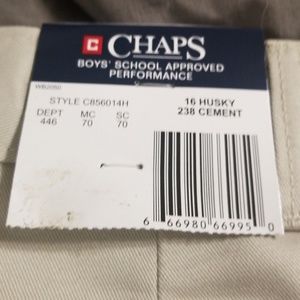 C CHAPS
BOYS' SCHOOL APPROVED
PERFORMANCE
WB2050
STYLE C856014H
DEPT MC SC
446 70 70
16 HUSKY
238 CEMENT
6 66980 66995 0